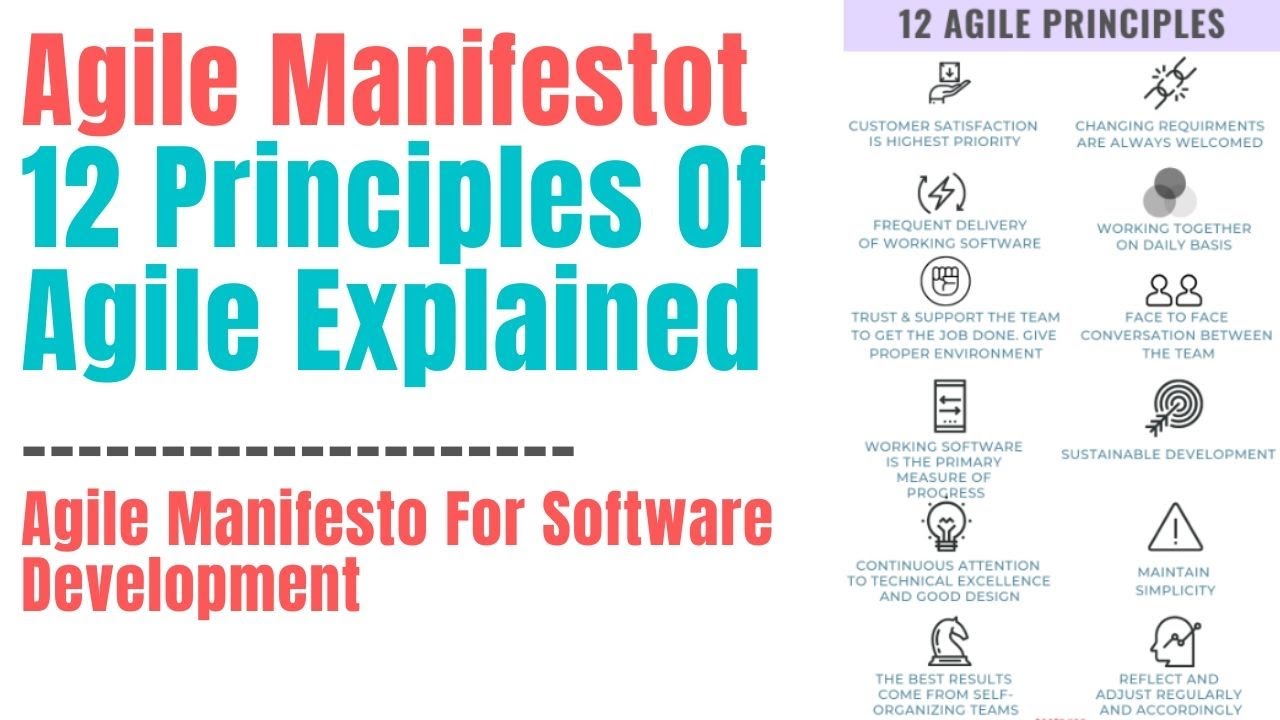 Agile Manifestot
12 Principles Of
Agile Explained
--------------------
Agile Manifesto For Software
Development
12 AGILE PRINCIPLES
CUSTOMER SATISFACTION
IS HIGHEST PRIORITY
CHANGING REQUIRMENTS
ARE ALWAYS WELCOMED
FREQUENT DELIVERY
OF WORKING SOFTWARE
WORKING TOGETHER
ON DAILY BASIS
TRUST & SUPPORT THE TEAM
TO GET THE JOB DONE. GIVE
PROPER ENVIRONMENT
FACE TO FACE
CONVERSATION BETWEEN
THE TEAM
WORKING SOFTWARE
IS THE PRIMARY
MEASURE OF
PROGRESS
SUSTAINABLE DEVELOPMENT
CONTINUOUS ATTENTION
TO TECHNICAL EXCELLENCE
AND GOOD DESIGN
MAINTAIN
SIMPLICITY
THE BEST RESULTS
COME FROM SELF-
ORGANIZING TEAMS
REFLECT AND
ADJUST REGULARLY
AND ACCORDINGLY